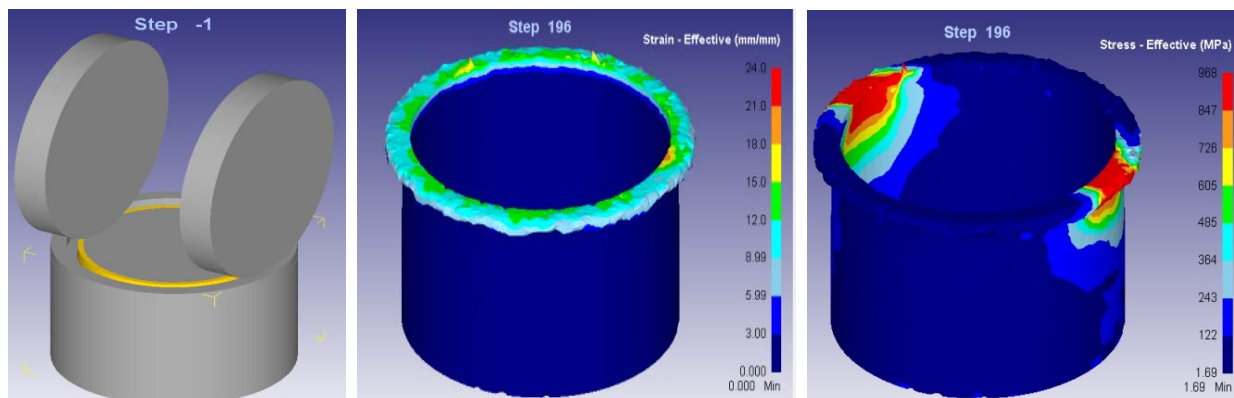 Step -1
Step 196
Strain - Effective (mm/mm)
24.0
21.0
18.0
15.0
12.0
8.99
5.99
3.00
0.000
0.000 Min
Step 196
Stress - Effective (MPa)
968
847
726
605
485
364
243
122
1.69
1.69 Min